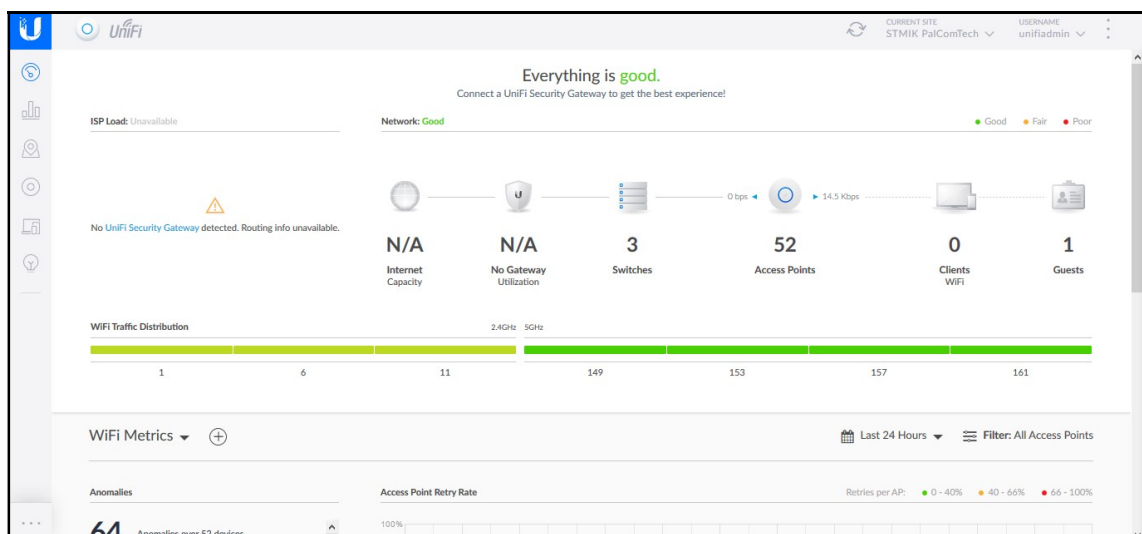 UniFi
CURRENT SITE
STMIK PalComTech
USERNAME
unifiadmin
Everything is good.
Connect a UniFi Security Gateway to get the best experience!
ISP Load: Unavailable
Network: Good
Good Fair Poor
No UniFi Security Gateway detected. Routing info unavailable.
0 bps 14.5 Kbps
N/A N/A 3 52 0 1
Internet No Gateway Switches Access Points Clients Guests
Capacity Utilization WiFi
WiFi Traffic Distribution 2.4GHz 5GHz
1 6 11 149 153 157 161
WiFi Metrics
Last 24 Hours
Filter: All Access Points
Anomalies
Access Point Retry Rate
Retries per AP: 0 - 40% 40 - 66% 66 - 100%
64 Anomalies over 52 devices
100%